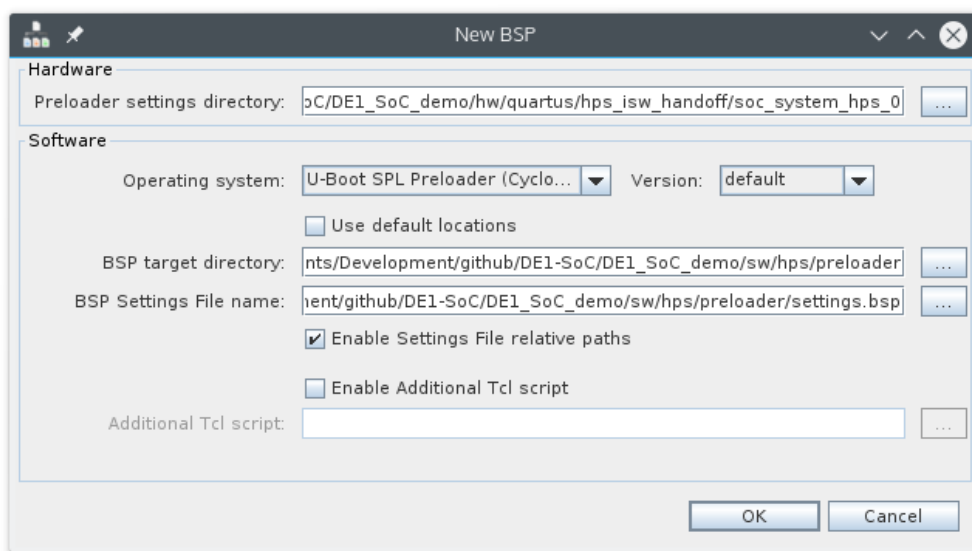 New BSP
Hardware
Preloader settings directory: oC/DE1_SoC_demo/hw/quartus/hps_isw_handoff/soc_system_hps_0 ...
Software
Operating system: U-Boot SPL Preloader (Cyclo... Version: default
Use default locations
BSP target directory: nts/Development/github/DE1-SoC/DE1_SoC_demo/sw/hps/preloader ...
BSP Settings File name: ent/github/DE1-SoC/DE1_SoC_demo/sw/hps/preloader/settings.bsp ...
Enable Settings File relative paths
Enable Additional Tcl script
Additional Tcl script: ...
OK Cancel